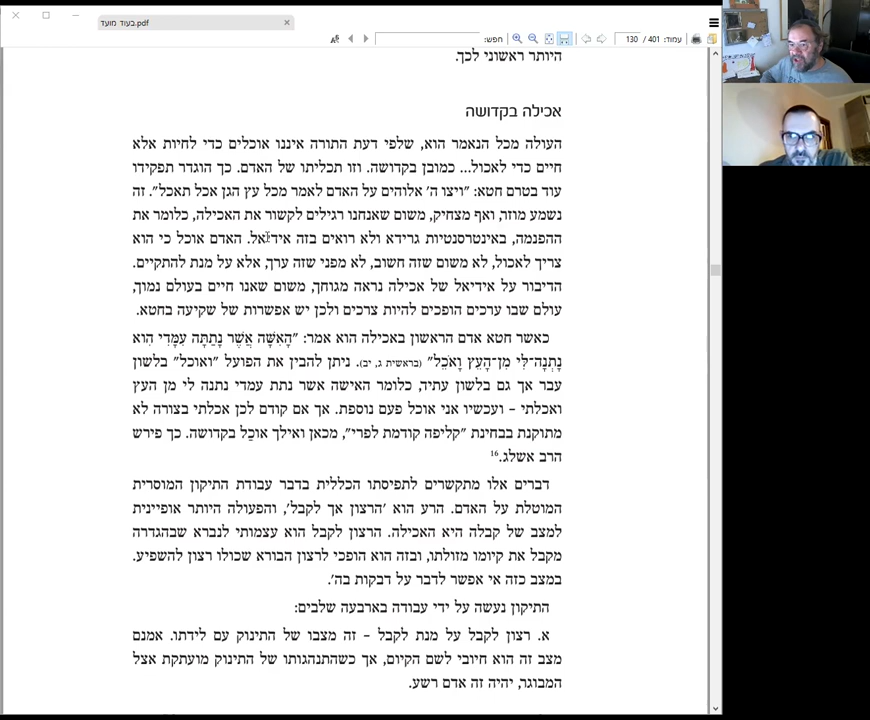 בעוד מועד.pdf
עמוד: 130 / 401
חיפש:
היותר ראשוני לכך.
אכילה בקדושה
העולה מכל הנאמר הוא, שלפי דעת התורה איננו אוכלים כדי לחיות אלא
חיים כדי לאכול... כמובן בקדושה. וזו תכליתו של האדם. כך הוגדר תפקידו
עוד בטרם חטא: "ויצו ה' אלוהים על האדם לאמר מכל עץ הגן אכל תאכל". זה
נשמע מוזר, ואף מצחיק, משום שאנחנו רגילים לקשור את האכילה, כלומר את
ההפנמה, באינטרסנטיות גרידא ולא רואים בזה אידיאל. האדם אוכל כי הוא
צריך לאכול, לא משום שזה חשוב, לא מפני שזה ערך, אלא על מנת להתקיים.
הדיבור על אידיאל של אכילה נראה מגוחך, משום שאנו חיים בעולם נמוך,
עולם שבו ערכים הופכים להיות צרכים ולכן יש אפשרות של שקיעה בחטא.
כאשר חטא אדם הראשון באכילה הוא אמר: "הָאִשָּׁה אֲשֶׁר נָתַתָּה עִמָּדִי הִוא
נָתְנָה־לִּי מִן־הָעֵץ וָאֹכֵל" (בראשית ג, יב). ניתן להבין את הפועל "ואוכל" בלשון
עבר אך גם בלשון עתיד, כלומר האישה אשר נתת עמדי נתנה לי מן העץ
ואכלתי – ועכשיו אני אוכל פעם נוספת. אך אם קודם לכן אכלתי בצורה לא
מתוקנת בבחינת "קליפה קודמת לפרי", מכאן ואילך אוכַל בקדושה. כך פירש
הרב אשלג.16
דברים אלו מתקשרים לתפיסתו הכללית בדבר עבודת התיקון המוסרית
המוטלת על האדם. הרע הוא 'הרצון אך לקבל', והפעולה היותר אופיינית
למצב של קבלה היא האכילה. הרצון לקבל הוא עצמותי לנברא שבהגדרה
מקבל את קיומו מזולתו, ובזה הוא הופכי לרצון הבורא שכולו רצון להשפיע.
במצב כזה אי אפשר לדבר על דבקות בה'.
התיקון נעשה על ידי עבודה בארבעה שלבים:
א. רצון לקבל על מנת לקבל – זה מצבו של התינוק עם לידתו. אמנם
מצב זה הוא חיובי לשם הקיום, אך כשהתנהגותו של התינוק מועתקת אצל
המבוגר, יהיה זה אדם רשע.